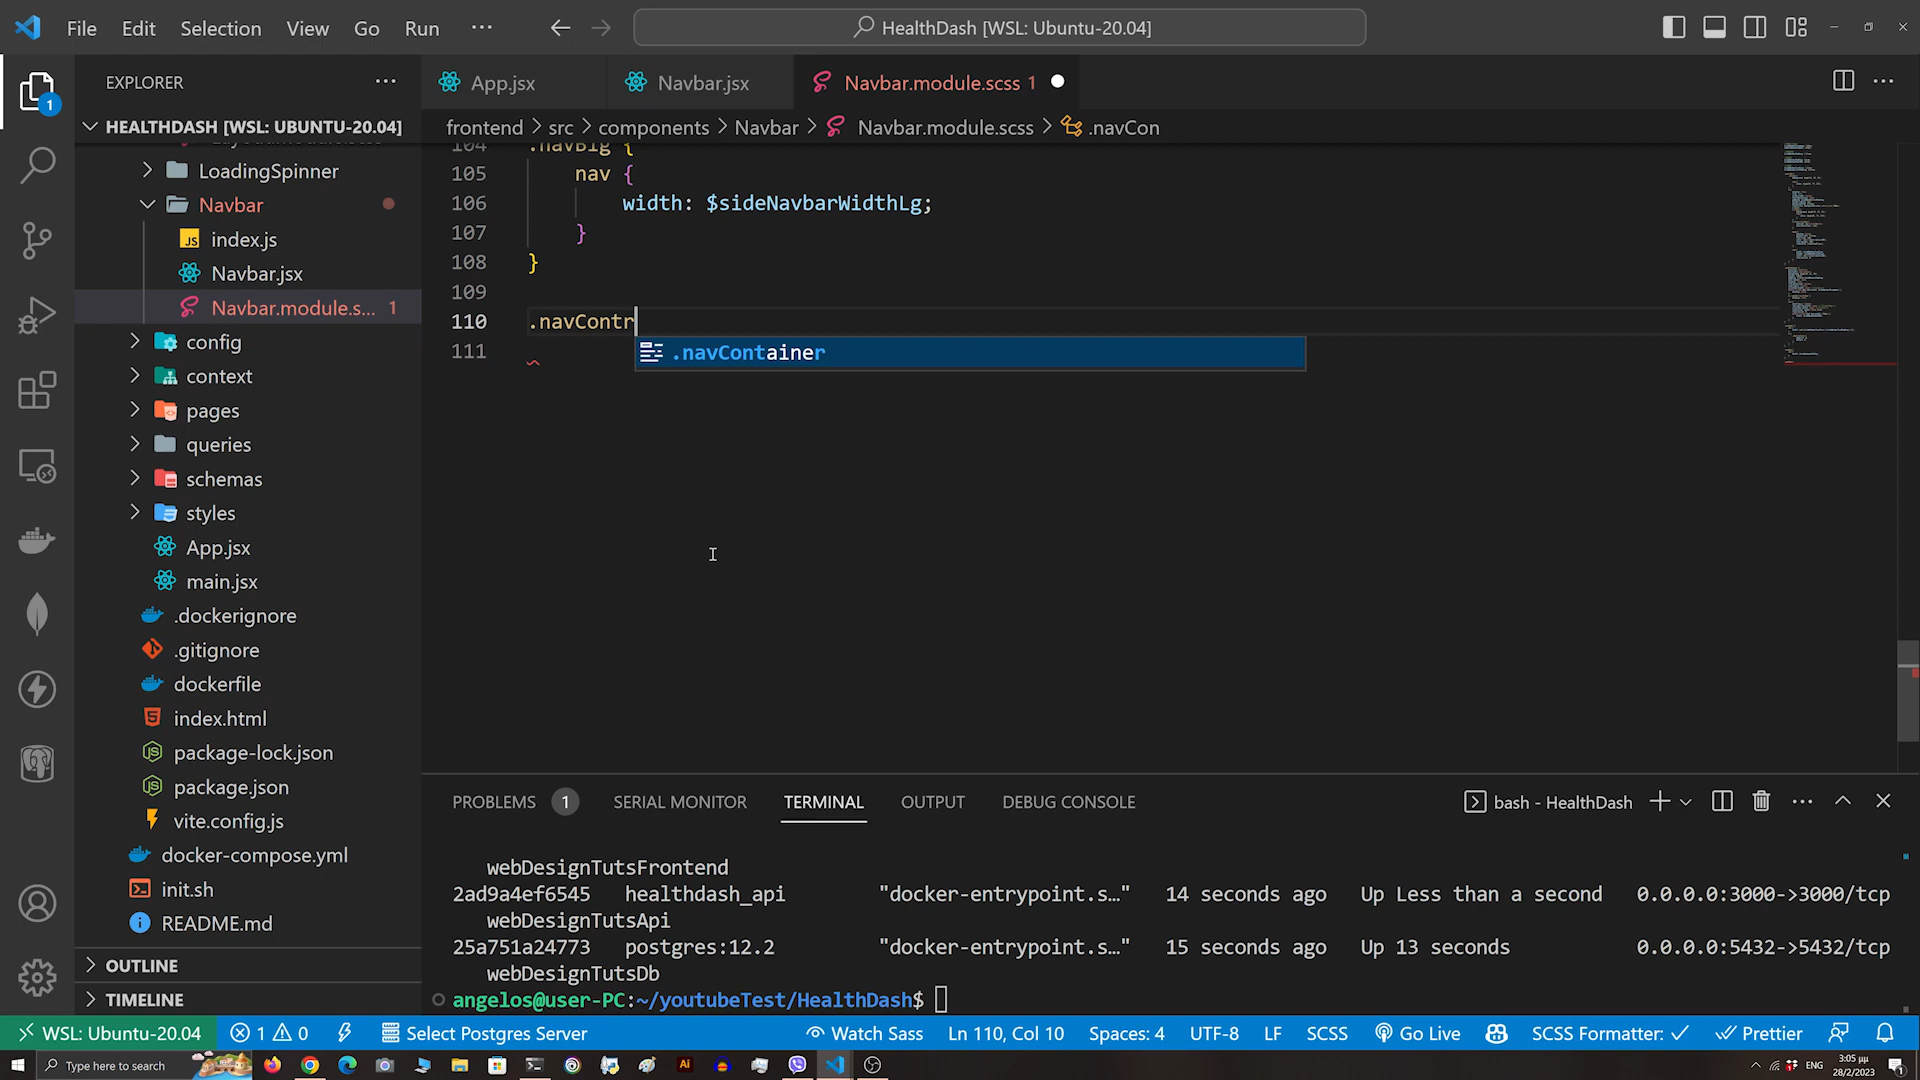 File Edit Selection View Go Run ···
HealthDash [WSL: Ubuntu-20.04]
EXPLORER ···
HEALTHDASH [WSL: UBUNTU-20.04]
LoadingSpinner
Navbar
index.js
Navbar.jsx
Navbar.module.s... 1
config
context
pages
queries
schemas
styles
App.jsx
main.jsx
.dockerignore
.gitignore
dockerfile
index.html
package-lock.json
package.json
vite.config.js
docker-compose.yml
init.sh
README.md
OUTLINE
TIMELINE
1
App.jsx Navbar.jsx Navbar.module.scss 1
frontend > src > components > Navbar > Navbar.module.scss > .navCon
104 .navBig {
105 nav {
106 width: $sideNavbarWidthLg;
107 }
108 }
109
110 .navContr
111
.navContainer
PROBLEMS 1 SERIAL MONITOR TERMINAL OUTPUT DEBUG CONSOLE
bash - HealthDash
webDesignTutsFrontend
2ad9a4ef6545 healthdash_api "docker-entrypoint.s…" 14 seconds ago Up Less than a second 0.0.0.0:3000->3000/tcp
webDesignTutsApi
25a751a24773 postgres:12.2 "docker-entrypoint.s…" 15 seconds ago Up 13 seconds 0.0.0.0:5432->5432/tcp
webDesignTutsDb
angelos@user-PC:~/youtubeTest/HealthDash$
WSL: Ubuntu-20.04 1 0 Select Postgres Server Watch Sass Ln 110, Col 10 Spaces: 4 UTF-8 LF SCSS Go Live SCSS Formatter: ✓ Prettier
Type here to search
Ai
ENG
3:05 μμ
28/2/2023
1